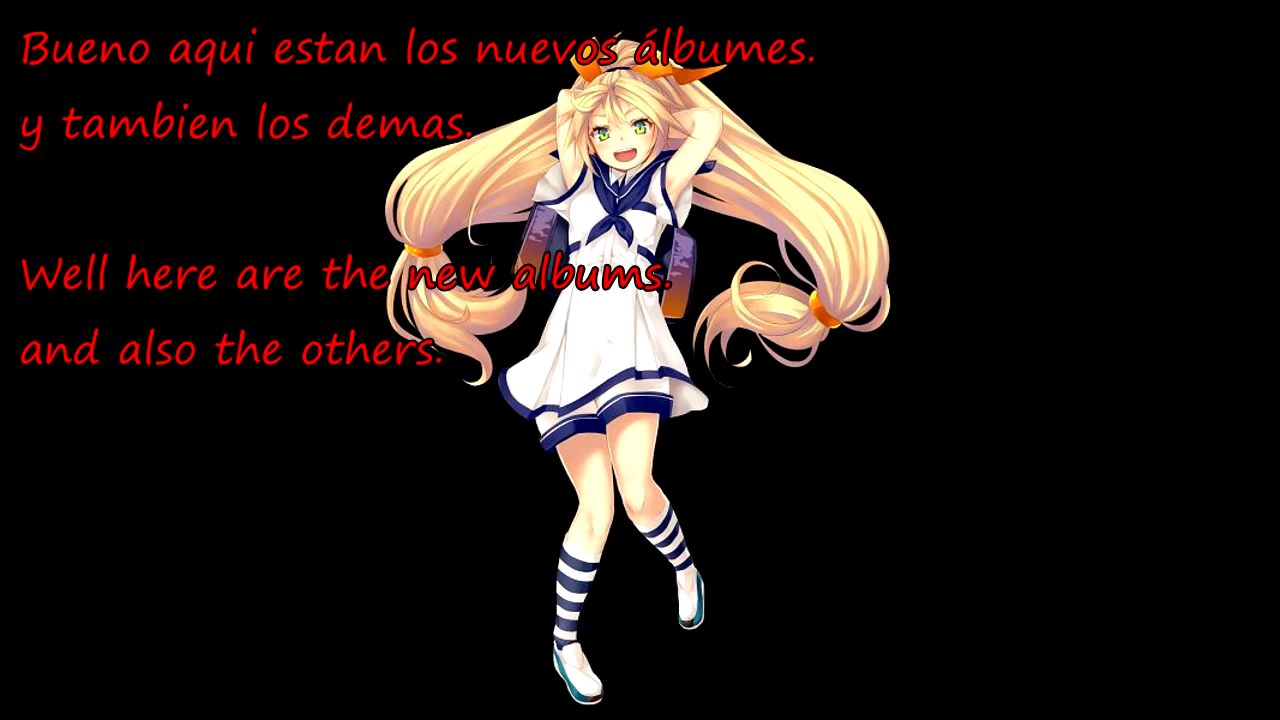 Bueno aqui estan los nuevos álbumes.
y tambien los demas.
Well here are the new albums.
and also the others.